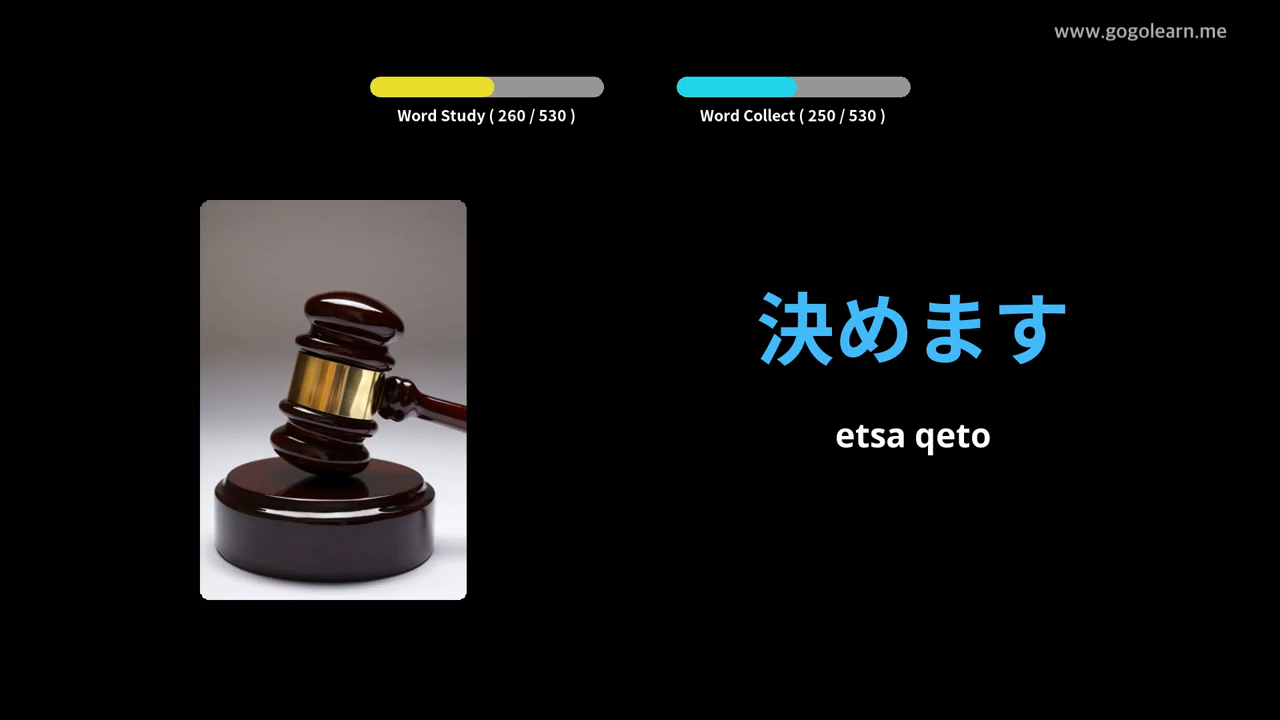 www.gogolearn.me
Word Study ( 260 / 530 )
Word Collect ( 250 / 530 )
決めます
etsa qeto